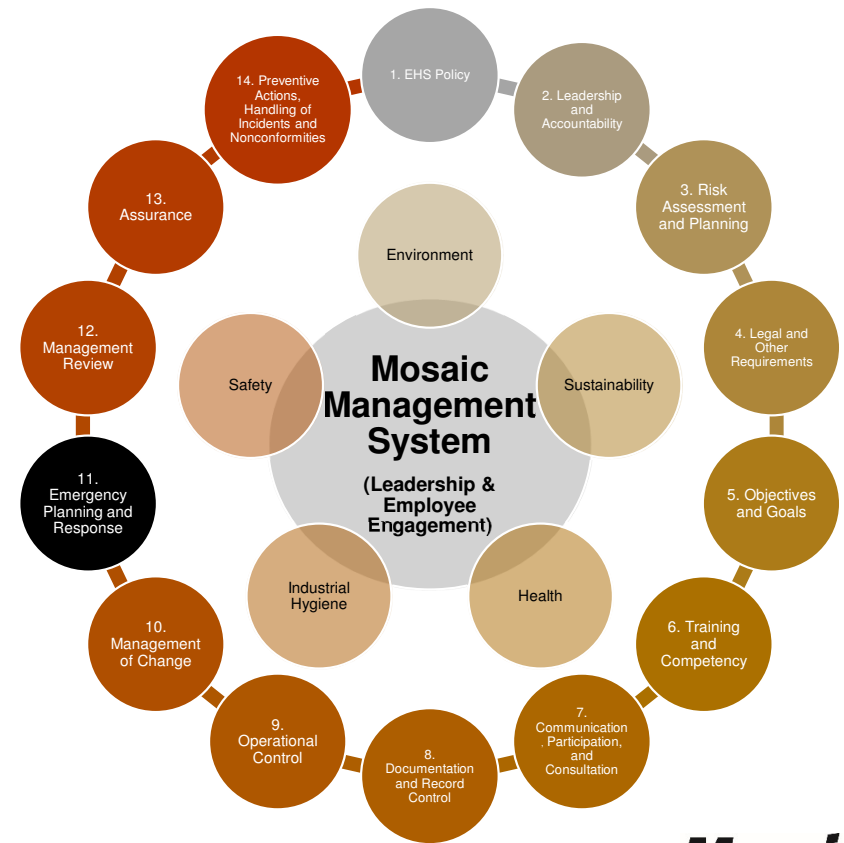 1. EHS Policy
2. Leadership
and
Accountability
3. Risk
Assessment
and Planning
4. Legal and
Other
Requirements
5. Objectives
and Goals
6. Training
and
Competency
7.
Communication
, Participation,
and
Consultation
8.
Documentation
and Record
Control
9.
Operational
Control
10.
Management
of Change
11.
Emergency
Planning and
Response
12.
Management
Review
13.
Assurance
14. Preventive
Actions,
Handling of
Incidents and
Nonconformities
Environment
Sustainability
Health
Industrial
Hygiene
Safety
Mosaic
Management
System
(Leadership &
Employee
Engagement)